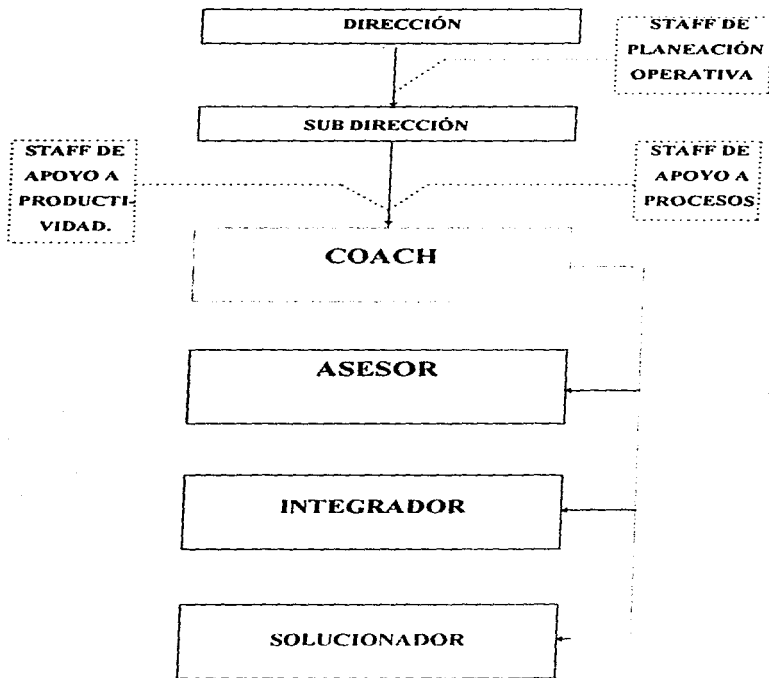 DIRECCIÓN
STAFF DE
PLANEACIÓN
OPERATIVA
SUB DIRECCIÓN
STAFF DE
APOYO A
PRODUCTI-
VIDAD.
STAFF DE
APOYO A
PROCESOS
COACH
ASESOR
INTEGRADOR
SOLUCIONADOR